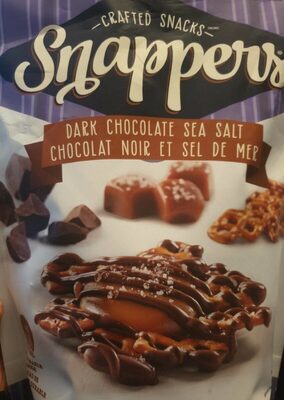 CRAFTED SNACKS
Snappers
DARK CHOCOLATE SEA SALT
CHOCOLAT NOIR ET SEL DE MER